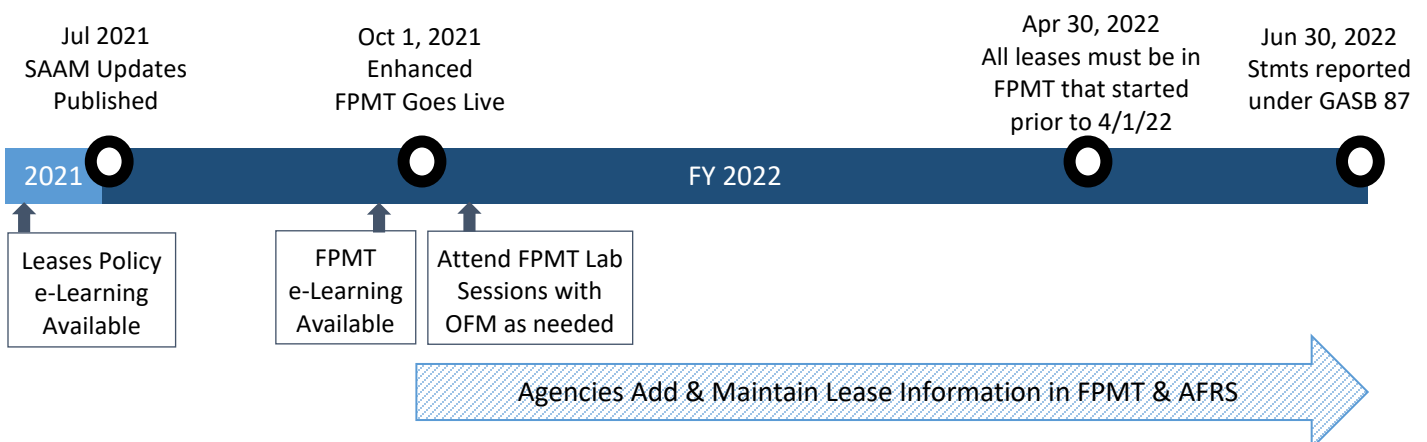 Jul 2021
SAAM Updates
Published
Oct 1, 2021
Enhanced
FPMT Goes Live
Apr 30, 2022
All leases must be in
FPMT that started
prior to 4/1/22
Jun 30, 2022
Stmts reported
under GASB 87
2021
FY 2022
Leases Policy
e-Learning
Available
FPMT
e-Learning
Available
Attend FPMT Lab
Sessions with
OFM as needed
Agencies Add & Maintain Lease Information in FPMT & AFRS